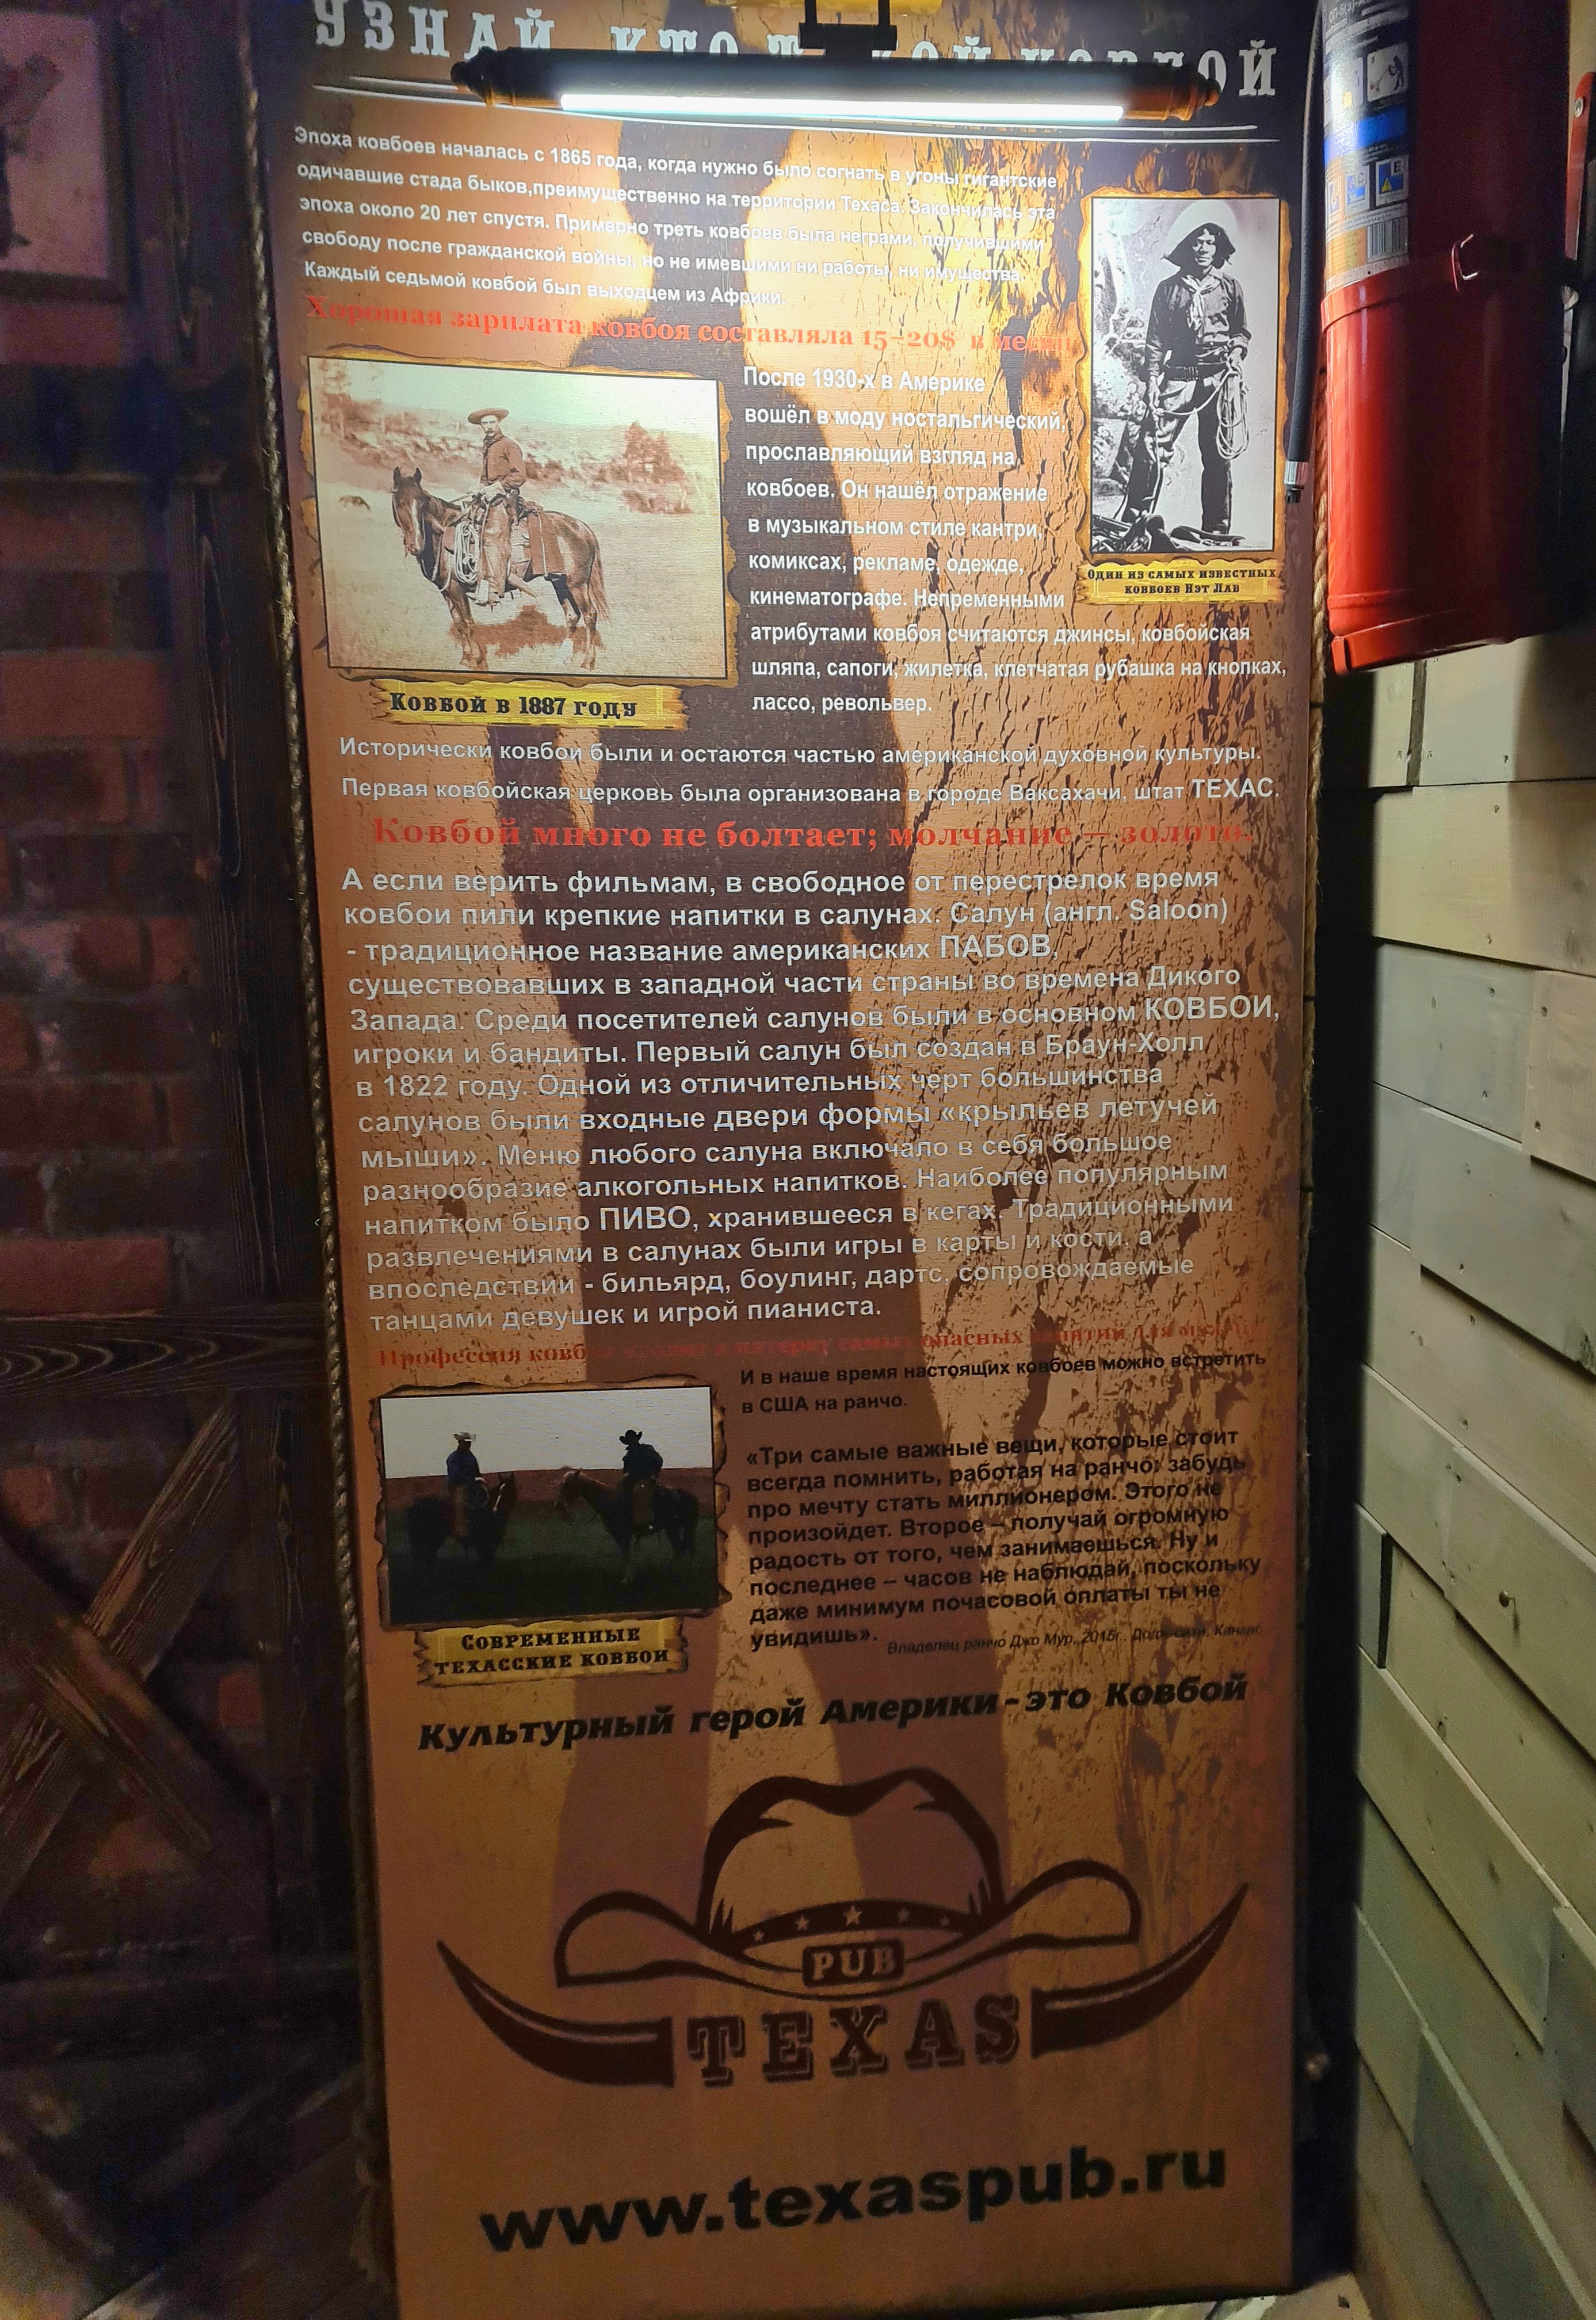 УЗНАЙ КОВБОЙ
Эпоха ковбоев началась с 1865 года, когда нужно было согнать в угоны гигантские
одичавшие стада быков,преимущественно на территории Техаса. Закончилась эта
эпоха около 20 лет спустя. Примерно треть ковбоев была неграми, получившими
свободу после гражданской войны, но не имевшими ни работы, ни имущества.
Каждый седьмой ковбой был выходцем из Африки.
Хорошая зарплата ковбоя составляла 15-20$ в месяц
После 1930-х в Америке
вошёл в моду ностальгический,
прославляющий взгляд на
ковбоев. Он нашёл отражение
в музыкальном стиле кантри,
комиксах, рекламе, одежде,
кинематографе. Непременными
атрибутами ковбоя считаются джинсы, ковбойская
шляпа, сапоги, жилетка, клетчатая рубашка на кнопках,
лассо, револьвер.
Один из самых известных
ковбоев Нэт Лав
Ковбой в 1887 году
Исторически ковбои были и остаются частью американской духовной культуры.
Первая ковбойская церковь была организована в городе Ваксахачи, штат ТЕХАС.
Ковбой много не болтает; молчание – золото.
А если верить фильмам, в свободное от перестрелок время
ковбои пили крепкие напитки в салунах. Салун (англ. Saloon)
- традиционное название американских ПАБОВ,
существовавших в западной части страны во времена Дикого
Запада. Среди посетителей салунов были в основном КОВБОИ,
игроки и бандиты. Первый салун был создан в Браун-Холл
в 1822 году. Одной из отличительных черт большинства
салунов были входные двери формы «крыльев летучей
мыши». Меню любого салуна включало в себя большое
разнообразие алкогольных напитков. Наиболее популярным
напитком было ПИВО, хранившееся в кегах. Традиционными
развлечениями в салунах были игры в карты и кости, а
впоследствии - бильярд, боулинг, дартс, сопровождаемые
танцами девушек и игрой пианиста.
Профессия самых опасных занятий для
И в наше время настоящих ковбоев можно встретить
в США на ранчо.
«Три самые важные вещи, которые стоит
всегда помнить, работая на ранчо: забудь
про мечту стать миллионером. Этого не
произойдет. Второе – получай огромную
радость от того, чем занимаешься. Ну и
последнее – часов не наблюдай, поскольку
даже минимум почасовой оплаты ты не
увидишь».
Владелец ранчо Джо Мур, 2015г., Додж-сити, Канзас
Современные
техасские ковбои
Культурный герой Америки - это Ковбой
PUB
TEXAS
www.texaspub.ru